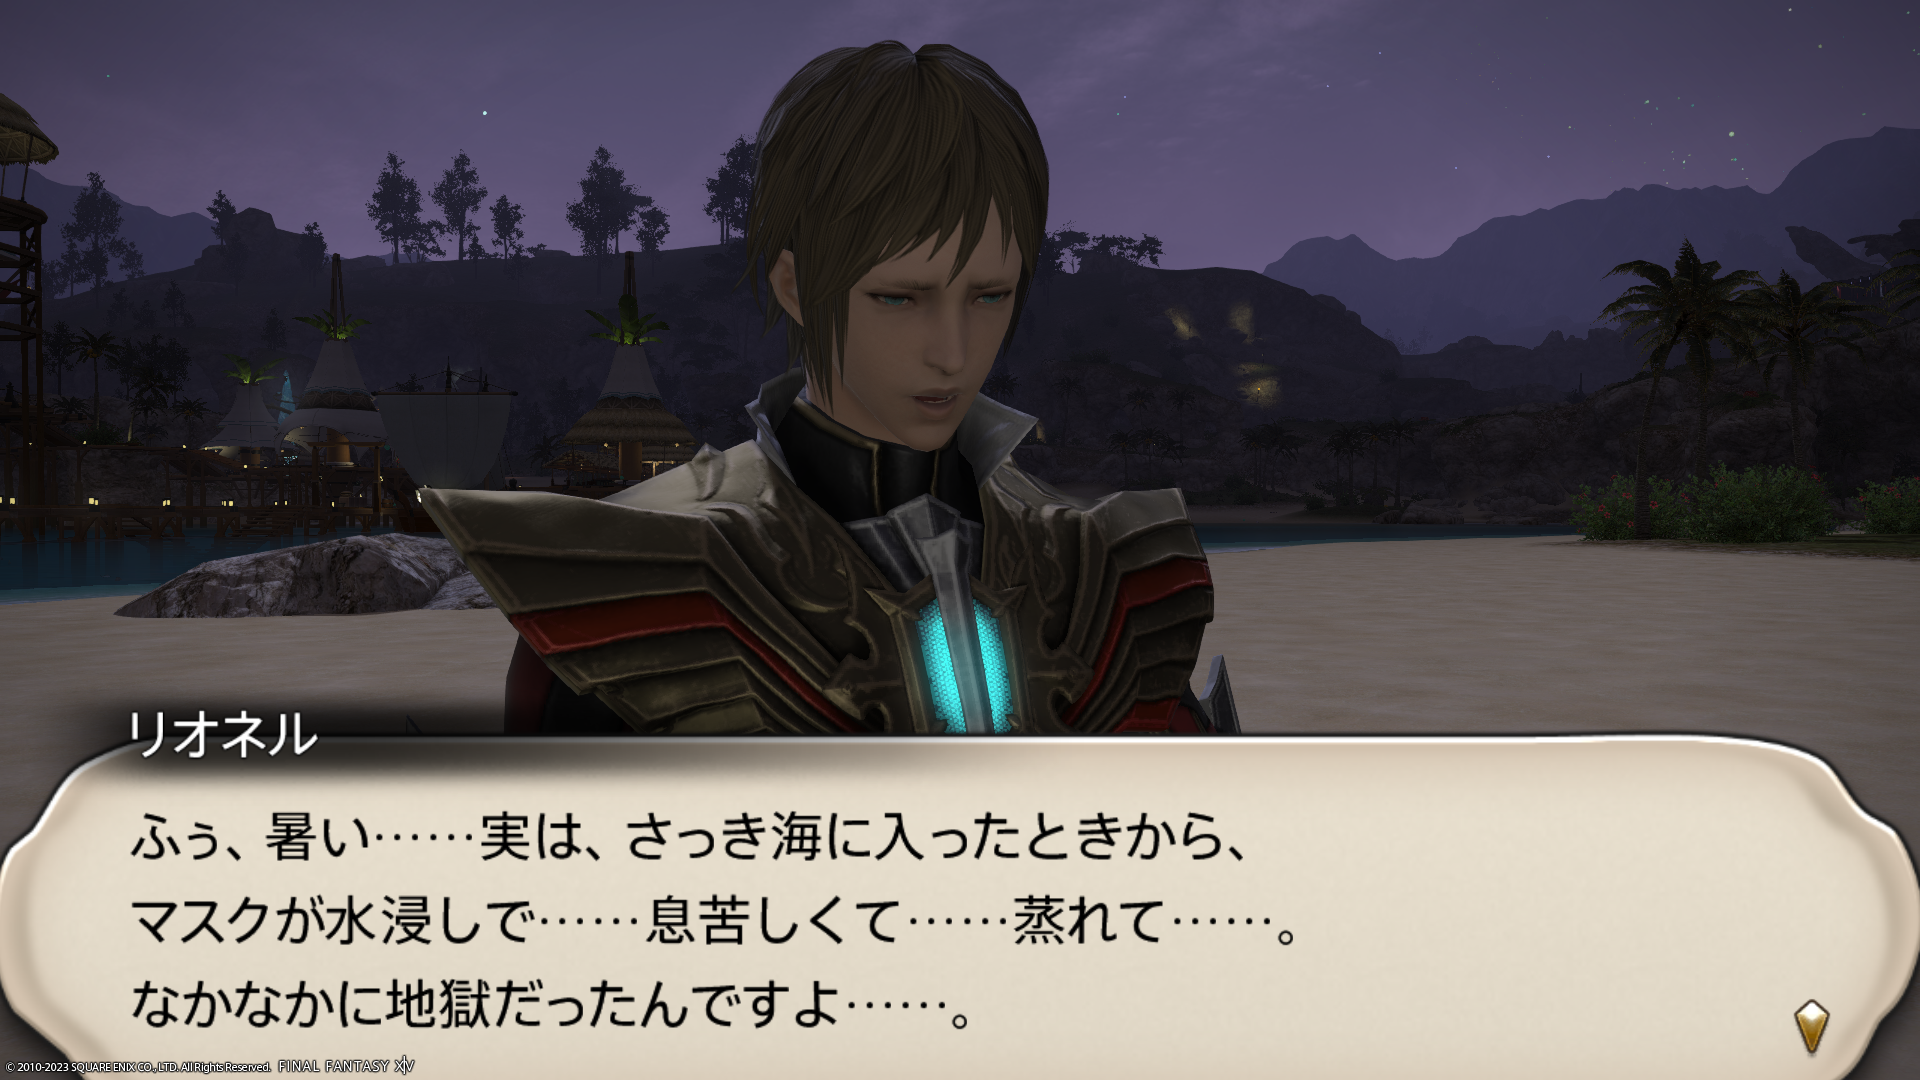 リオネル
ふぅ、暑い……実は、さっき海に入ったときから、
マスクが水浸しで……息苦しくて……蒸れて……。
なかなかに地獄だったんですよ……。
© 2010-2023 SQUARE ENIX CO., LTD. All Rights Reserved. FINAL FANTASY XIV